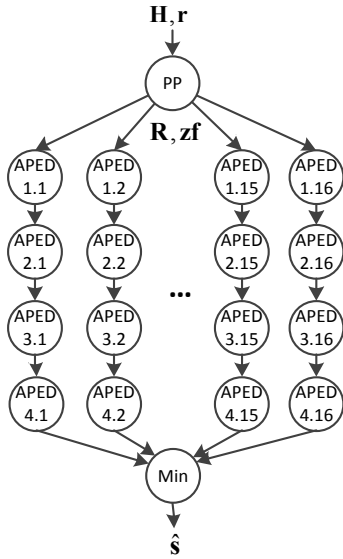 H, r
PP
R, zf
APED 1.1
APED 1.2
APED 1.15
APED 1.16
APED 2.1
APED 2.2
APED 2.15
APED 2.16
...
APED 3.1
APED 3.2
APED 3.15
APED 3.16
APED 4.1
APED 4.2
APED 4.15
APED 4.16
Min
ŝ